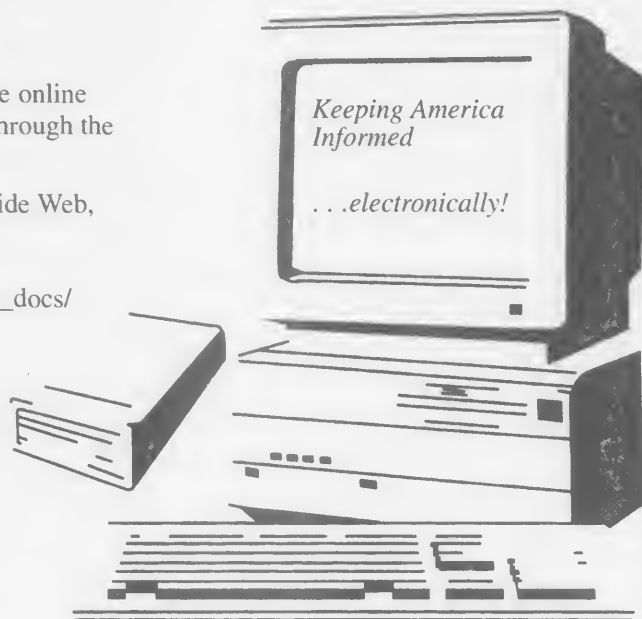 e online
hrough the
ide Web,
_docs/
Keeping America
Informed
. . .electronically!